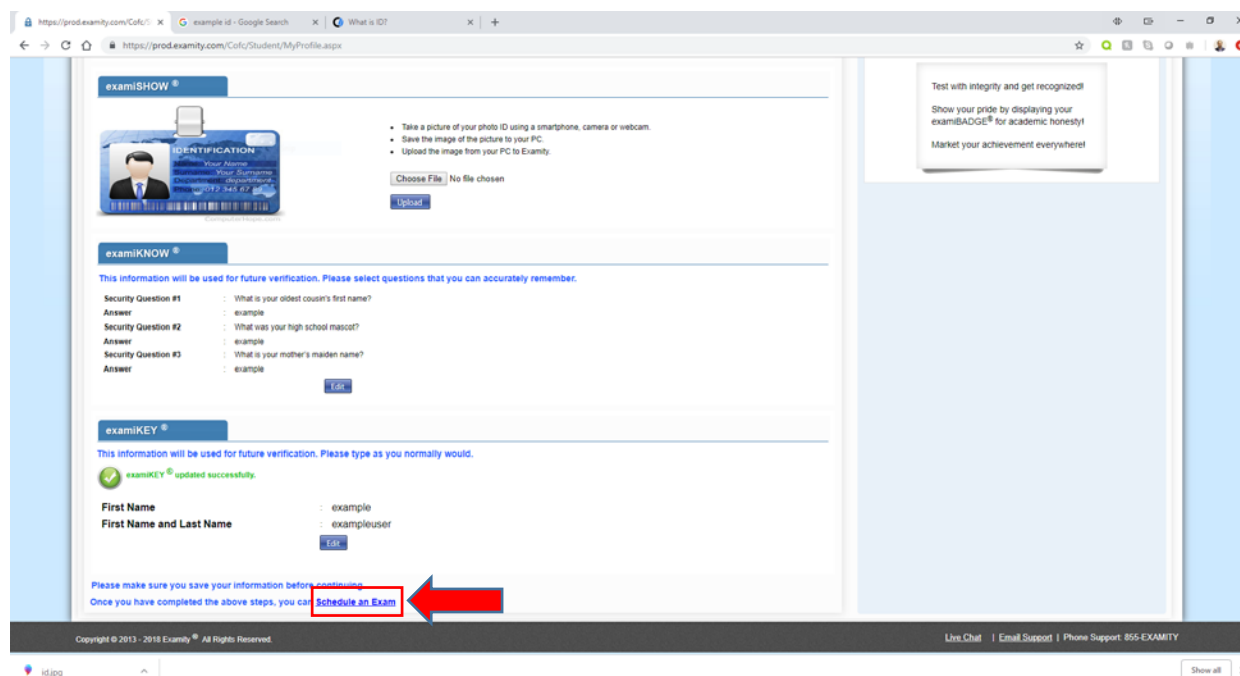 https://prod.examity.com/Cofc/S
example id - Google Search
What is ID?
https://prod.examity.com/Cofc/Student/MyProfile.aspx
examiSHOW ®
IDENTIFICATION
Your Name
Your Surname
department
012 345 67
ComputerHope.com
• Take a picture of your photo ID using a smartphone, camera or webcam.
• Save the image of the picture to your PC.
• Upload the image from your PC to Examity.
Choose File No file chosen
Upload
Test with integrity and get recognized!
Show your pride by displaying your
examiBADGE® for academic honesty!
Market your achievement everywhere!
examiKNOW ®
This information will be used for future verification. Please select questions that you can accurately remember.
Security Question #1 : What is your oldest cousin's first name?
Answer : example
Security Question #2 : What was your high school mascot?
Answer : example
Security Question #3 : What is your mother's maiden name?
Answer : example
Edit
examiKEY ®
This information will be used for future verification. Please type as you normally would.
examiKEY ® updated successfully.
First Name : example
First Name and Last Name : exampleuser
Edit
Please make sure you save your information before continuing.
Once you have completed the above steps, you can Schedule an Exam
Copyright © 2013 - 2018 Examity ® All Rights Reserved.
Live Chat | Email Support | Phone Support: 855-EXAMITY
id.jpg
Show all